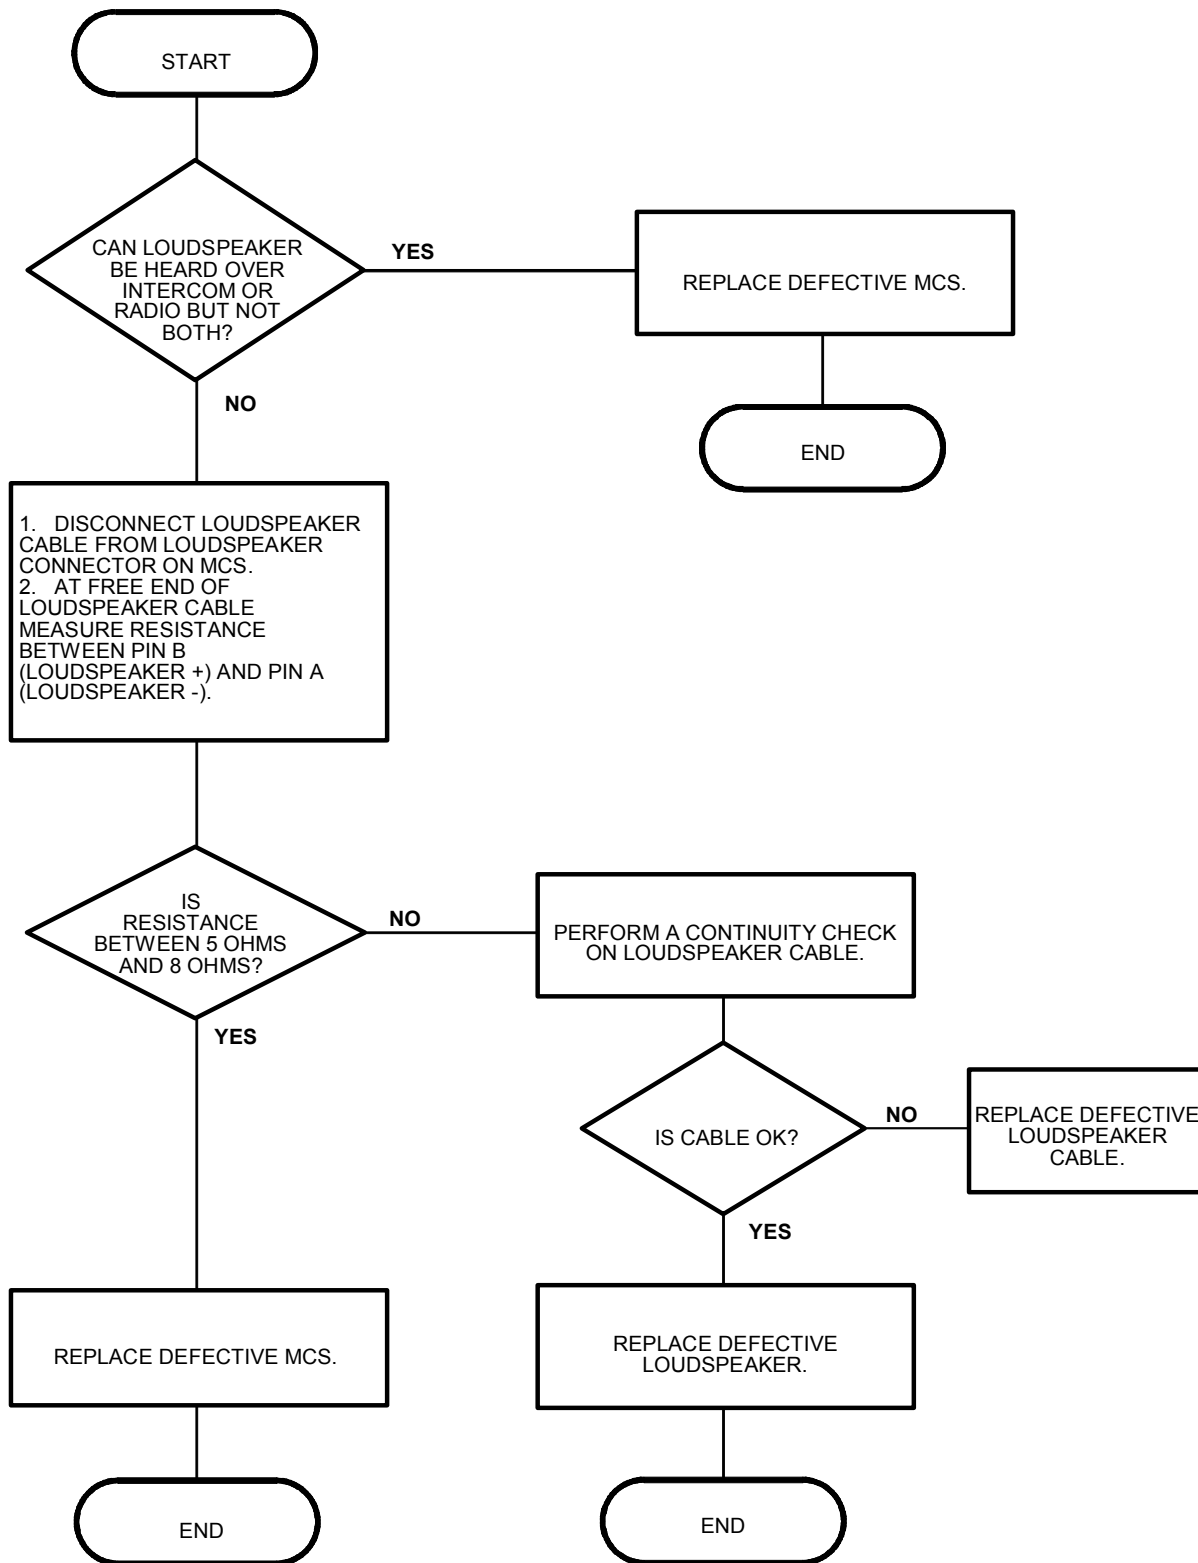 START
CAN LOUDSPEAKER
BE HEARD OVER
INTERCOM OR
RADIO BUT NOT
BOTH?
YES
REPLACE DEFECTIVE MCS.
END
NO
1. DISCONNECT LOUDSPEAKER
CABLE FROM LOUDSPEAKER
CONNECTOR ON MCS.
2. AT FREE END OF
LOUDSPEAKER CABLE
MEASURE RESISTANCE
BETWEEN PIN B
(LOUDSPEAKER +) AND PIN A
(LOUDSPEAKER -).
IS
RESISTANCE
BETWEEN 5 OHMS
AND 8 OHMS?
NO
PERFORM A CONTINUITY CHECK
ON LOUDSPEAKER CABLE.
YES
IS CABLE OK?
NO
REPLACE DEFECTIVE
LOUDSPEAKER
CABLE.
YES
REPLACE DEFECTIVE MCS.
REPLACE DEFECTIVE
LOUDSPEAKER.
END
END